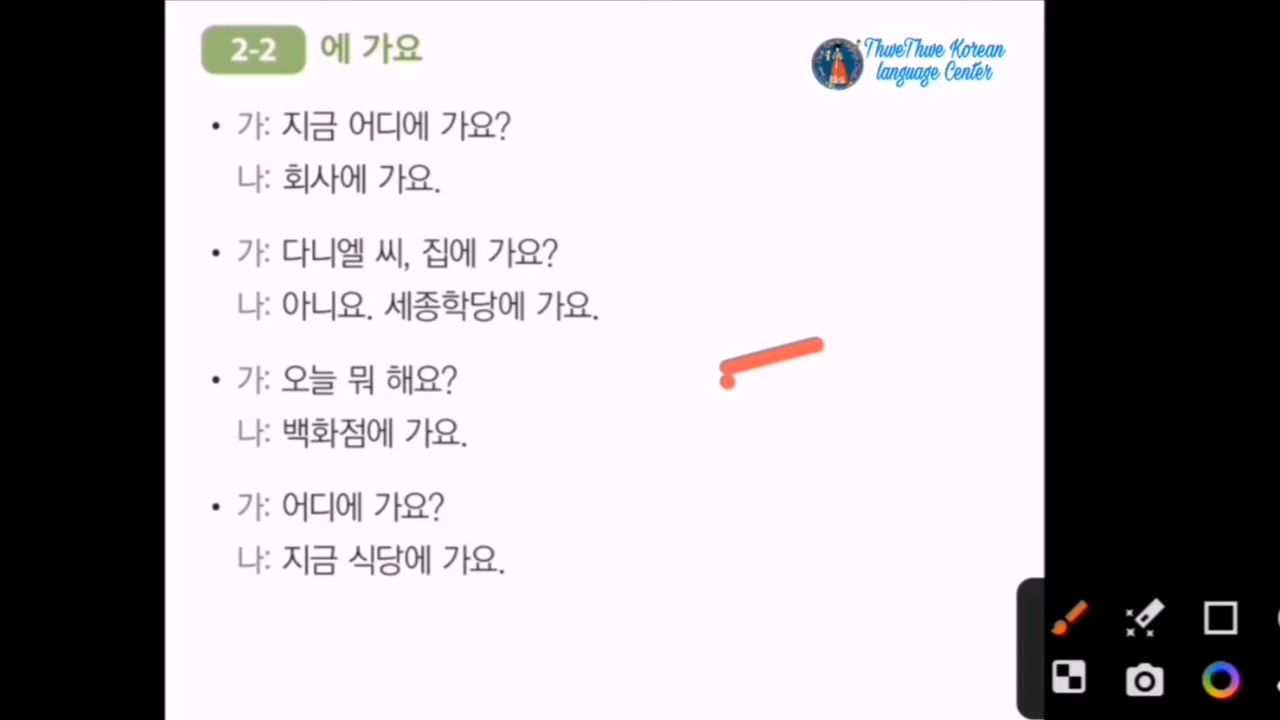 2-2 에 가요
ThweThwe Korean
language Center
• 가: 지금 어디에 가요?
나: 회사에 가요.
• 가: 다니엘 씨, 집에 가요?
나: 아니요. 세종학당에 가요.
• 가: 오늘 뭐 해요?
나: 백화점에 가요.
• 가: 어디에 가요?
나: 지금 식당에 가요.